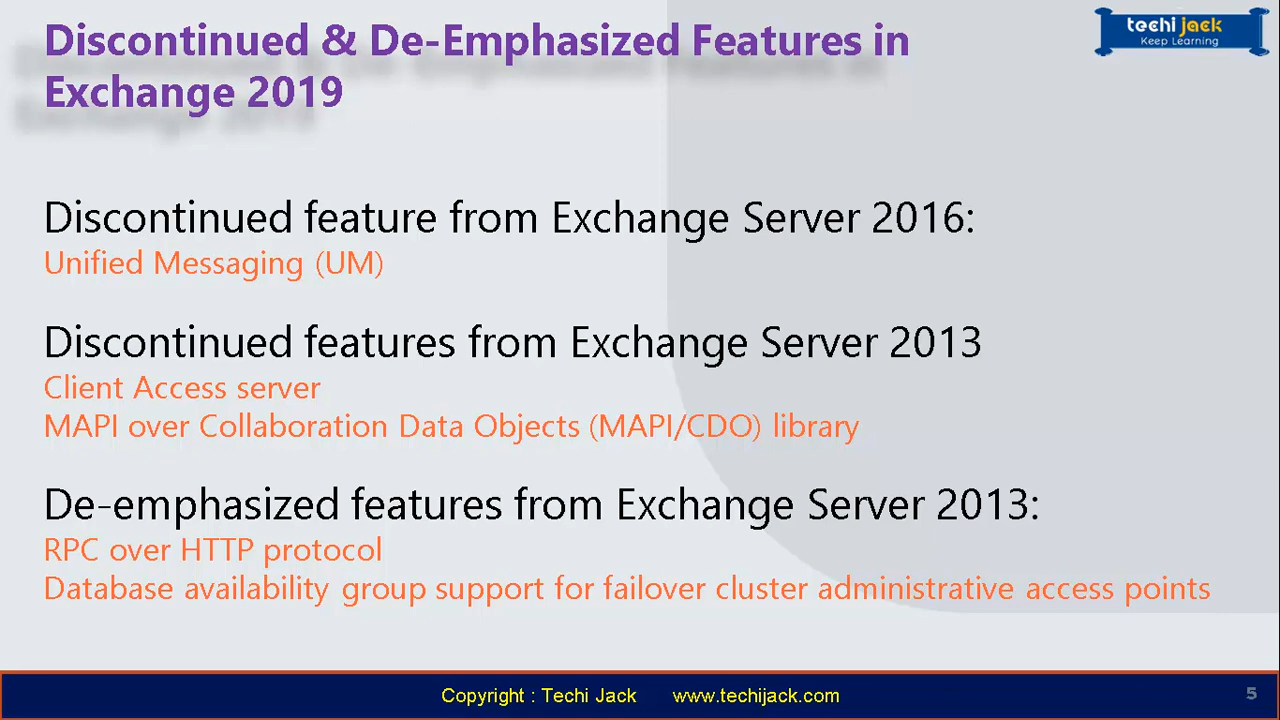 Discontinued & De-Emphasized Features in
Exchange 2019
techi jack
Keep Learning
Discontinued feature from Exchange Server 2016:
Unified Messaging (UM)
Discontinued features from Exchange Server 2013
Client Access server
MAPI over Collaboration Data Objects (MAPI/CDO) library
De-emphasized features from Exchange Server 2013:
RPC over HTTP protocol
Database availability group support for failover cluster administrative access points
Copyright : Techi Jack www.techijack.com
5